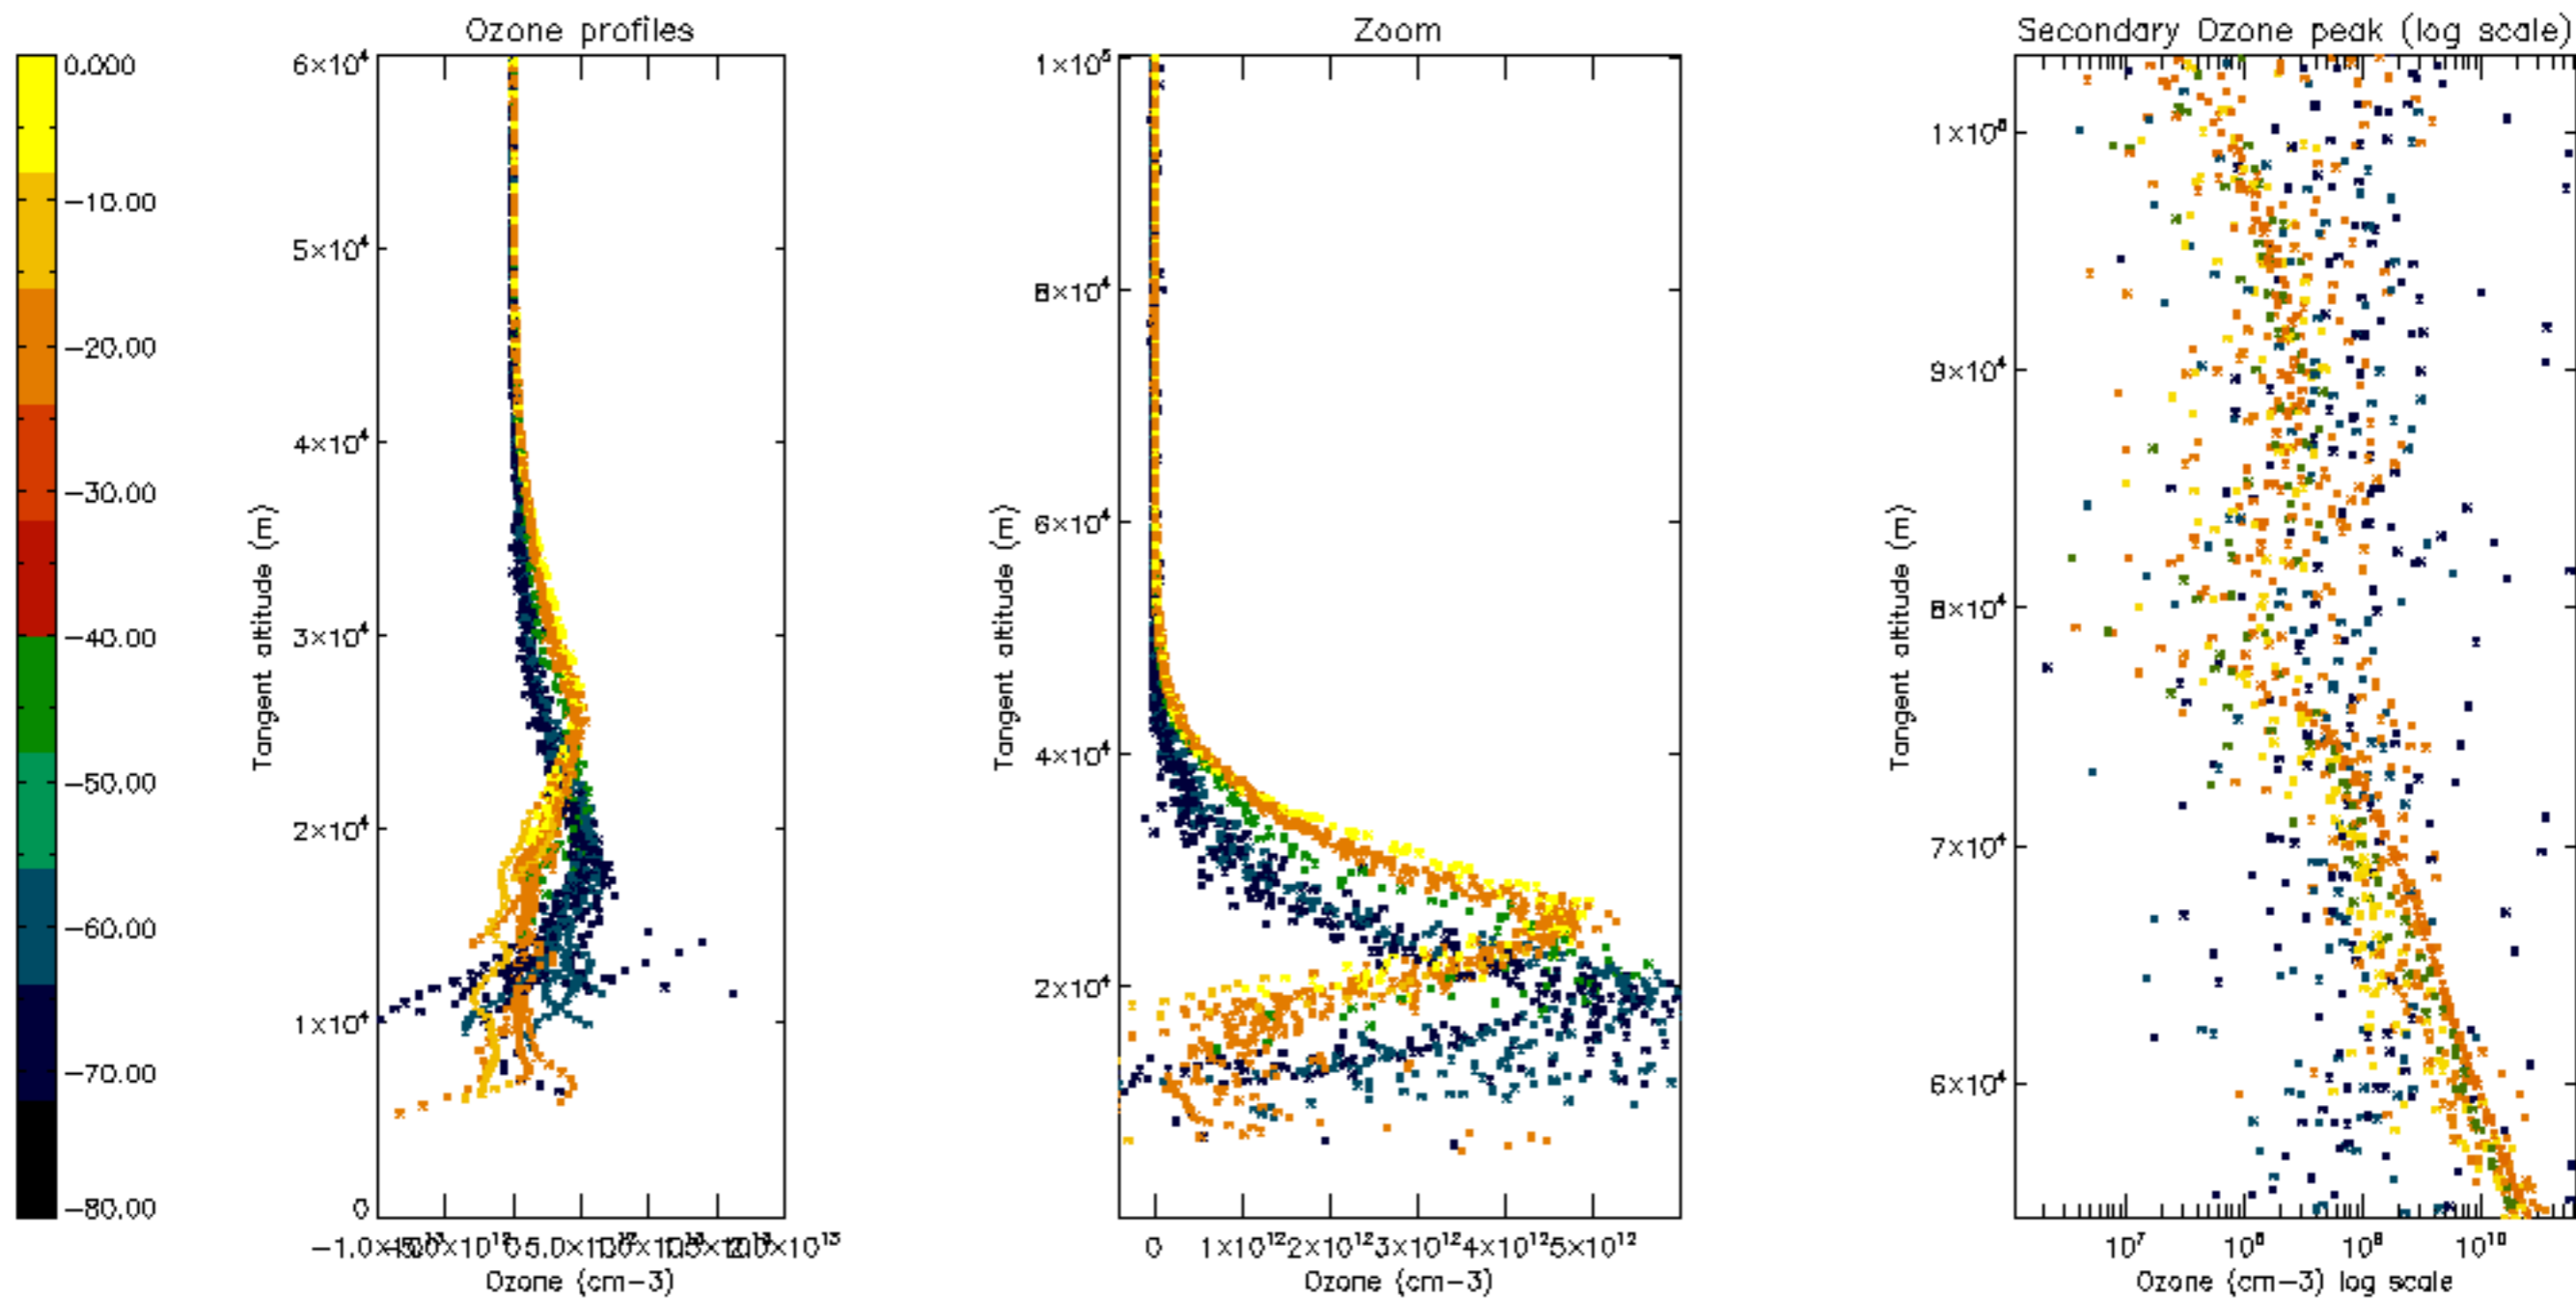 Ozone profiles
Zoom
Secondary Ozone peak (log scale)
0.000
−10.00
−20.00
−30.00
−40.00
−50.00
−60.00
−70.00
−80.00
Tangent altitude (m)
6×10⁴
5×10⁴
4×10⁴
3×10⁴
2×10⁴
1×10⁴
0
Ozone (cm−3)
Tangent altitude (m)
1×10⁵
8×10⁴
6×10⁴
4×10⁴
2×10⁴
0 1×10¹² 2×10¹² 3×10¹² 4×10¹² 5×10¹²
Ozone (cm−3)
Tangent altitude (m)
9×10⁴
8×10⁴
7×10⁴
6×10⁴
10⁷ 10⁸ 10⁹ 10¹⁰
Ozone (cm−3) log scale